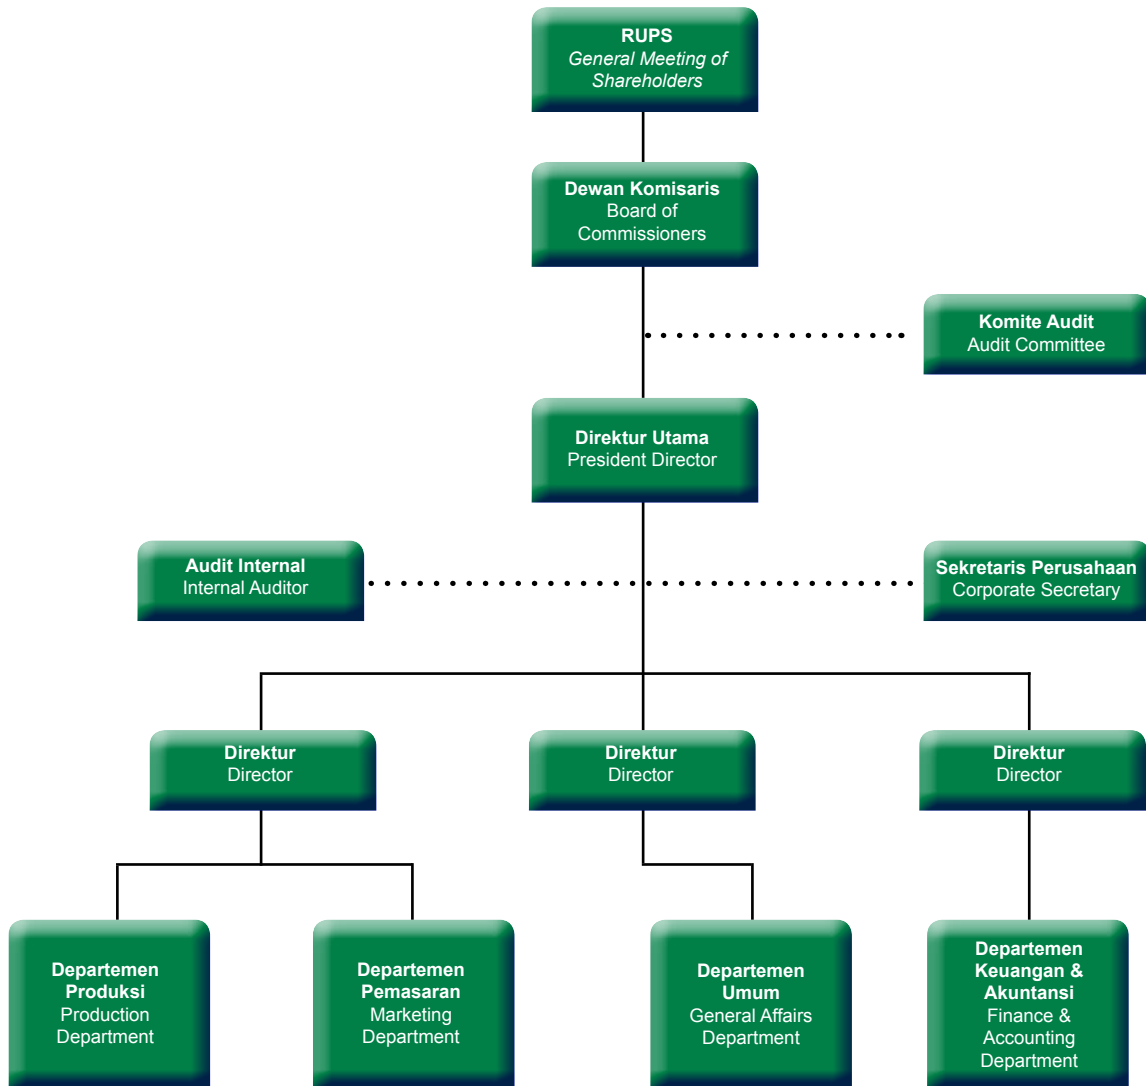 RUPS
General Meeting of
Shareholders
Dewan Komisaris
Board of
Commissioners
Komite Audit
Audit Committee
Direktur Utama
President Director
Audit Internal
Internal Auditor
Sekretaris Perusahaan
Corporate Secretary
Direktur
Director
Direktur
Director
Direktur
Director
Departemen
Produksi
Production
Department
Departemen
Pemasaran
Marketing
Department
Departemen
Umum
General Affairs
Department
Departemen
Keuangan &
Akuntansi
Finance &
Accounting
Department